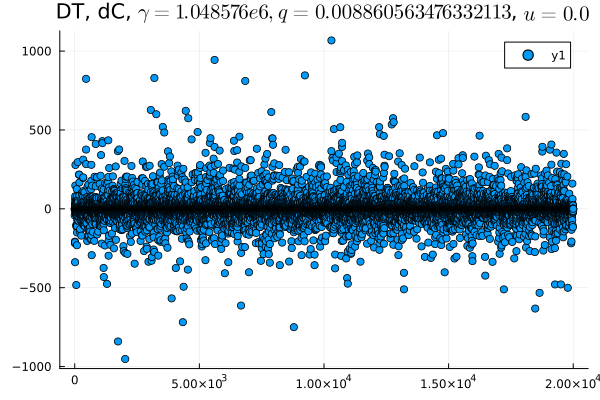 DT, dC, γ = 1.048576e6, q = 0.008860563476332113, u = 0.0
y1
1000
500
0
−500
−1000
0 5.00×10³ 1.00×10⁴ 1.50×10⁴ 2.00×10⁴